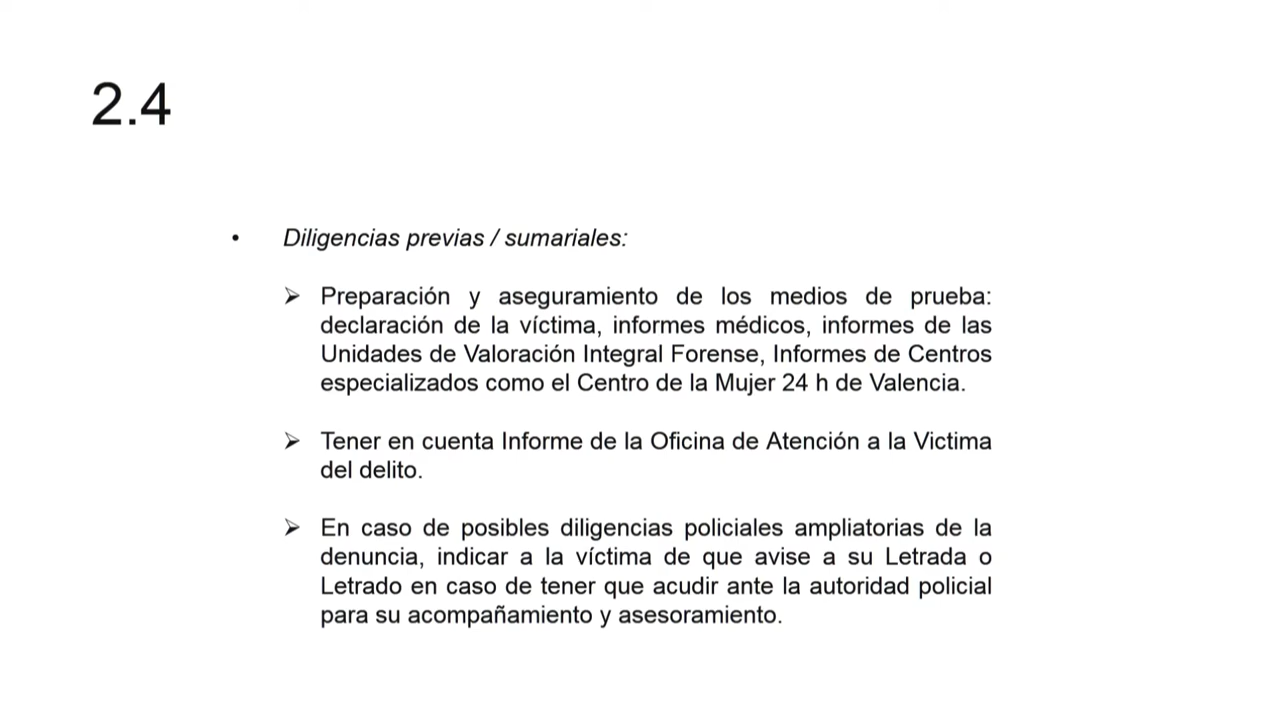 2.4
• Diligencias previas / sumariales:
➢ Preparación y aseguramiento de los medios de prueba:
declaración de la víctima, informes médicos, informes de las
Unidades de Valoración Integral Forense, Informes de Centros
especializados como el Centro de la Mujer 24 h de Valencia.
➢ Tener en cuenta Informe de la Oficina de Atención a la Victima
del delito.
➢ En caso de posibles diligencias policiales ampliatorias de la
denuncia, indicar a la víctima de que avise a su Letrada o
Letrado en caso de tener que acudir ante la autoridad policial
para su acompañamiento y asesoramiento.